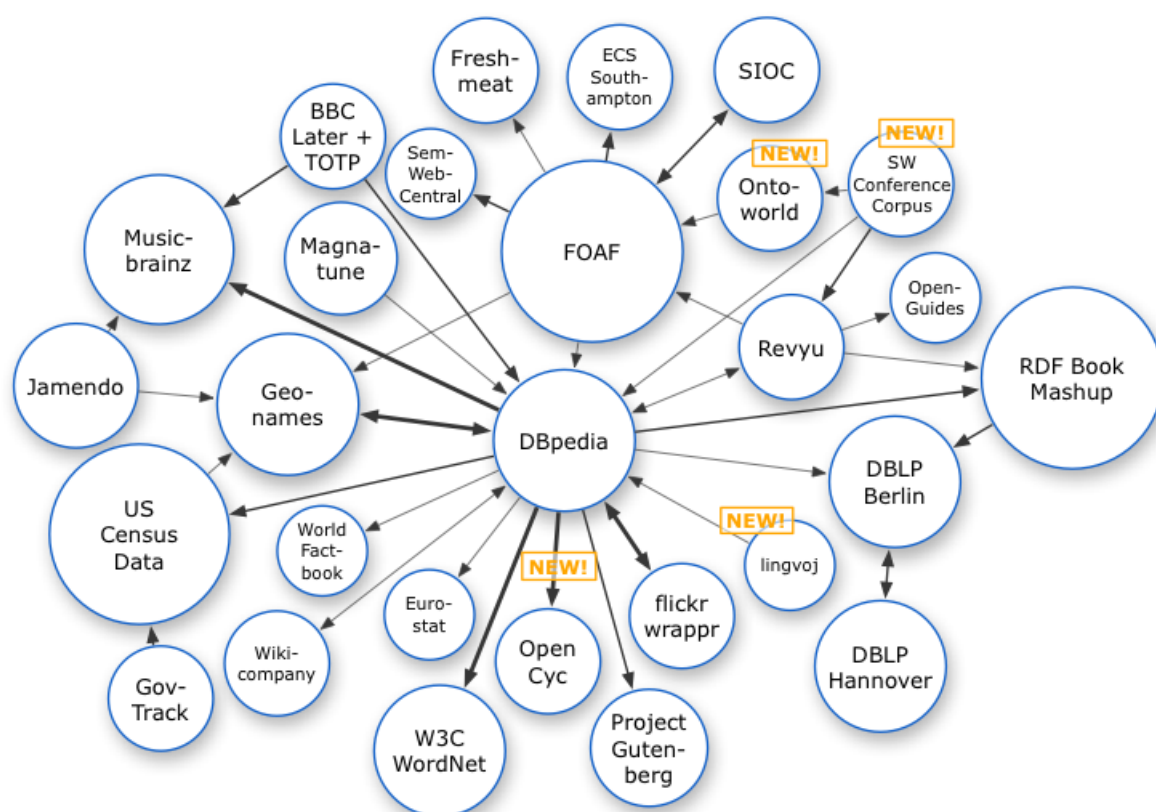 Fresh-
meat
ECS
South-
ampton
SIOC
BBC
Later +
TOTP
Sem-
Web-
Central
NEW!
Onto-
world
NEW!
SW
Conference
Corpus
Music-
brainz
Magna-
tune
FOAF
Open-
Guides
Revyu
RDF Book
Mashup
Jamendo
Geo-
names
DBpedia
DBLP
Berlin
US
Census
Data
World
Fact-
book
NEW!
lingvoj
NEW!
Euro-
stat
flickr
wrappr
Open
Cyc
Wiki-
company
DBLP
Hannover
Gov-
Track
W3C
WordNet
Project
Guten-
berg